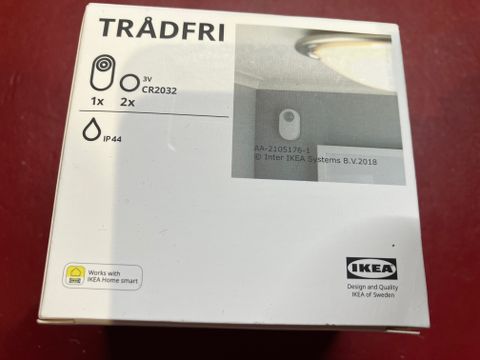 TRÅDFRI
3V
CR2032
1x 2x
IP44
AA-2105176-1
© Inter IKEA Systems B.V.2018
Works with
IKEA Home smart
IKEA
Design and Quality
IKEA of Sweden